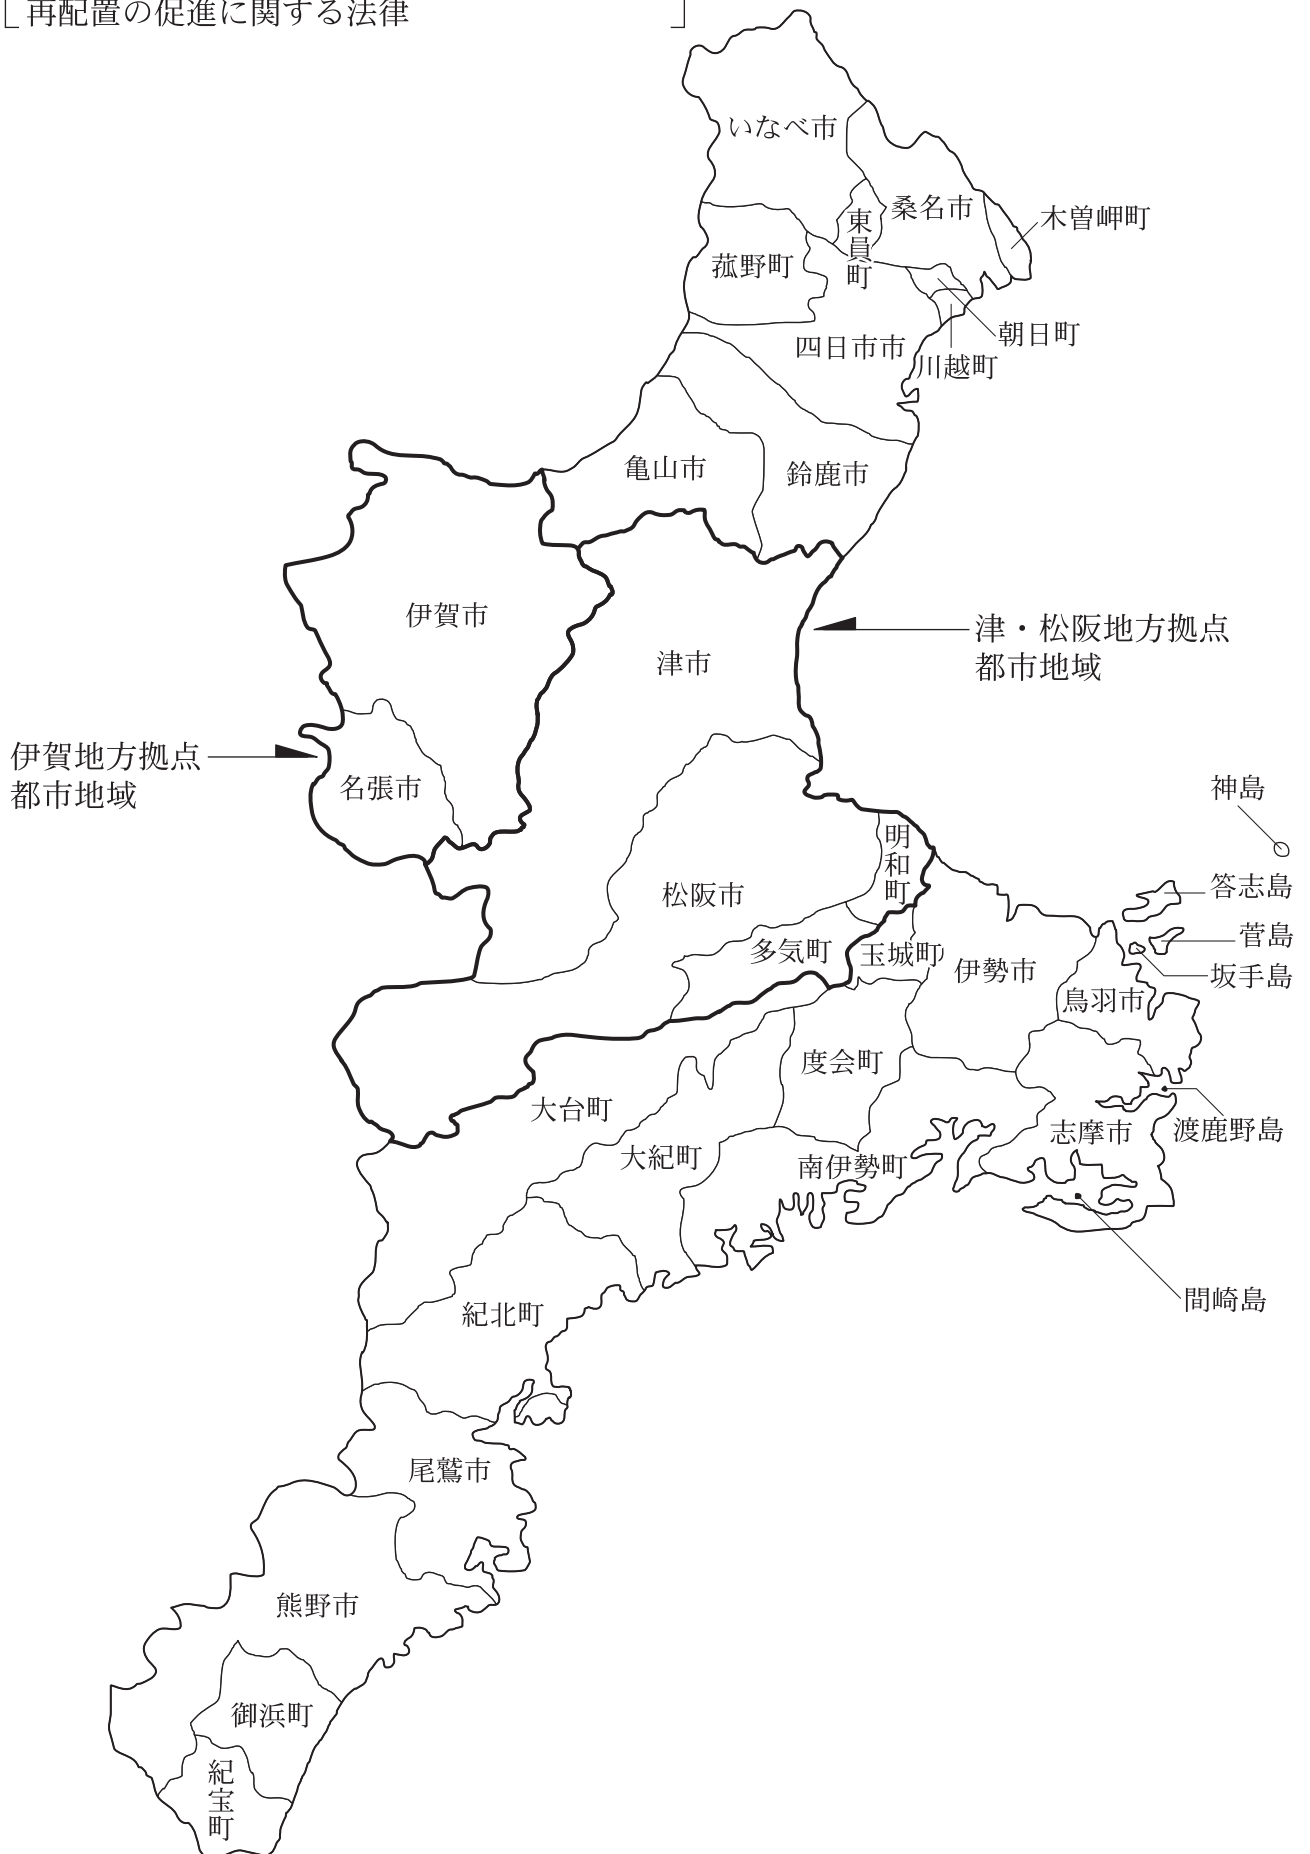 再配置の促進に関する法律
いなべ市
桑名市
木曽岬町
東員町
菰野町
朝日町
四日市市
川越町
亀山市
鈴鹿市
伊賀市
津・松阪地方拠点
都市地域
津市
伊賀地方拠点
都市地域
名張市
神島
明和町
答志島
松阪市
菅島
多気町
玉城町
伊勢市
坂手島
鳥羽市
度会町
大台町
志摩市
渡鹿野島
大紀町
南伊勢町
間崎島
紀北町
尾鷲市
熊野市
御浜町
紀宝町